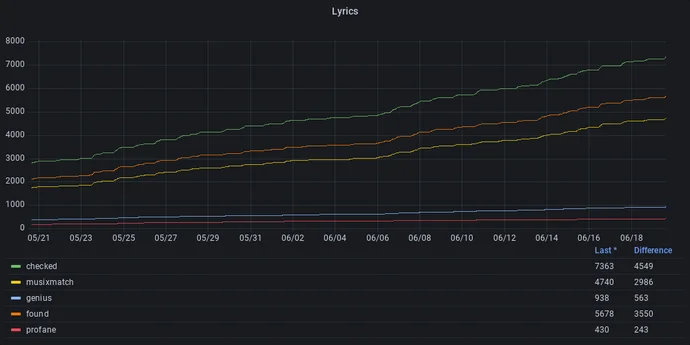 Lyrics
8000
7000
6000
5000
4000
3000
2000
1000
0
05/21 05/23 05/25 05/27 05/29 05/31 06/02 06/04 06/06 06/08 06/10 06/12 06/14 06/16 06/18
Last * Difference
checked 7363 4549
musixmatch 4740 2986
genius 938 563
found 5678 3550
profane 430 243